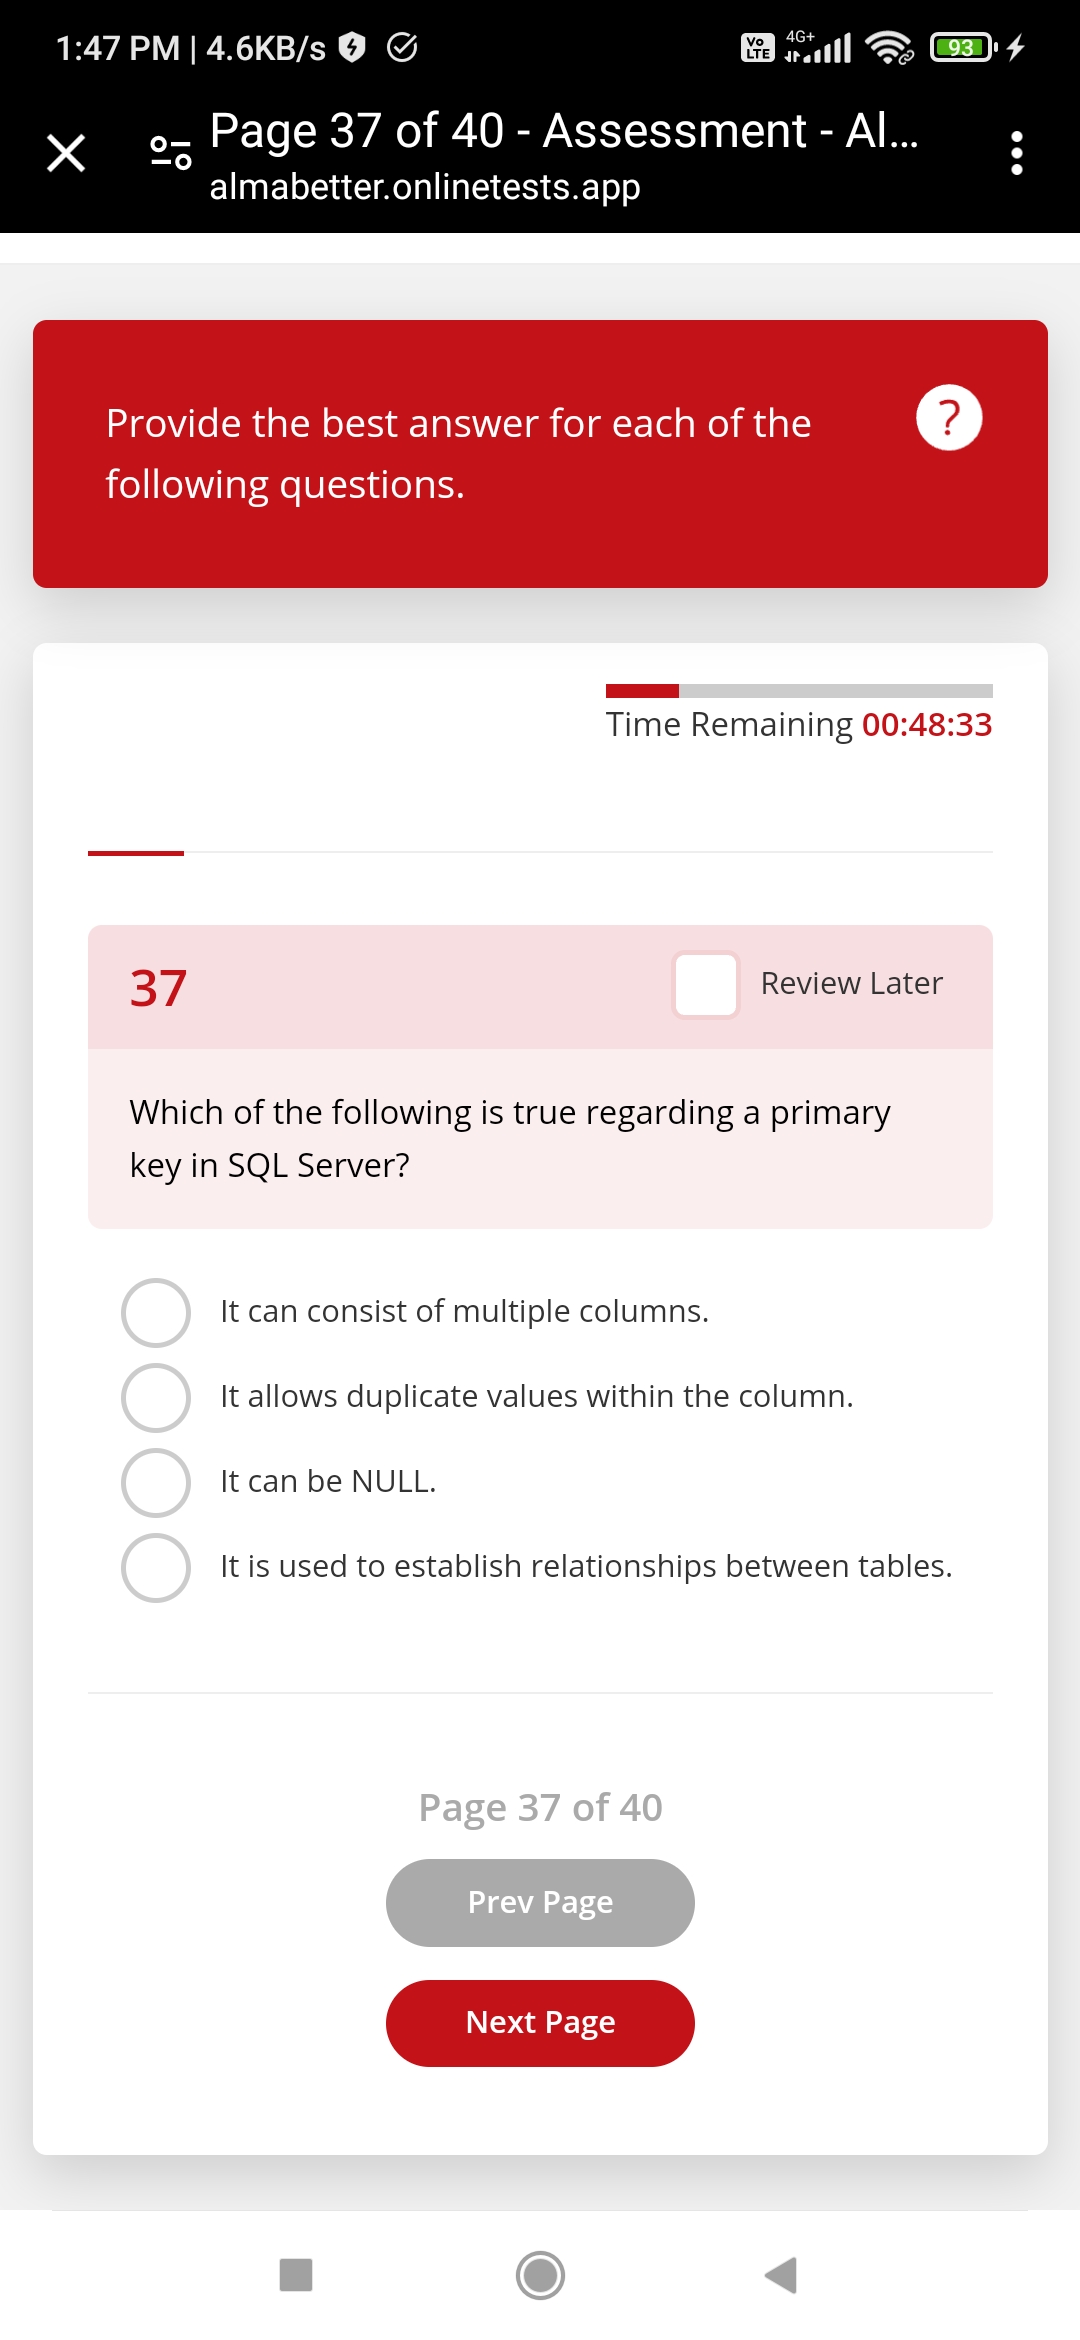 1:47 PM | 4.6KB/s
Vo LTE 4G+ 93
Page 37 of 40 - Assessment - Al...
almabetter.onlinetests.app
Provide the best answer for each of the
following questions.
?
Time Remaining 00:48:33
37
Review Later
Which of the following is true regarding a primary
key in SQL Server?
It can consist of multiple columns.
It allows duplicate values within the column.
It can be NULL.
It is used to establish relationships between tables.
Page 37 of 40
Prev Page
Next Page